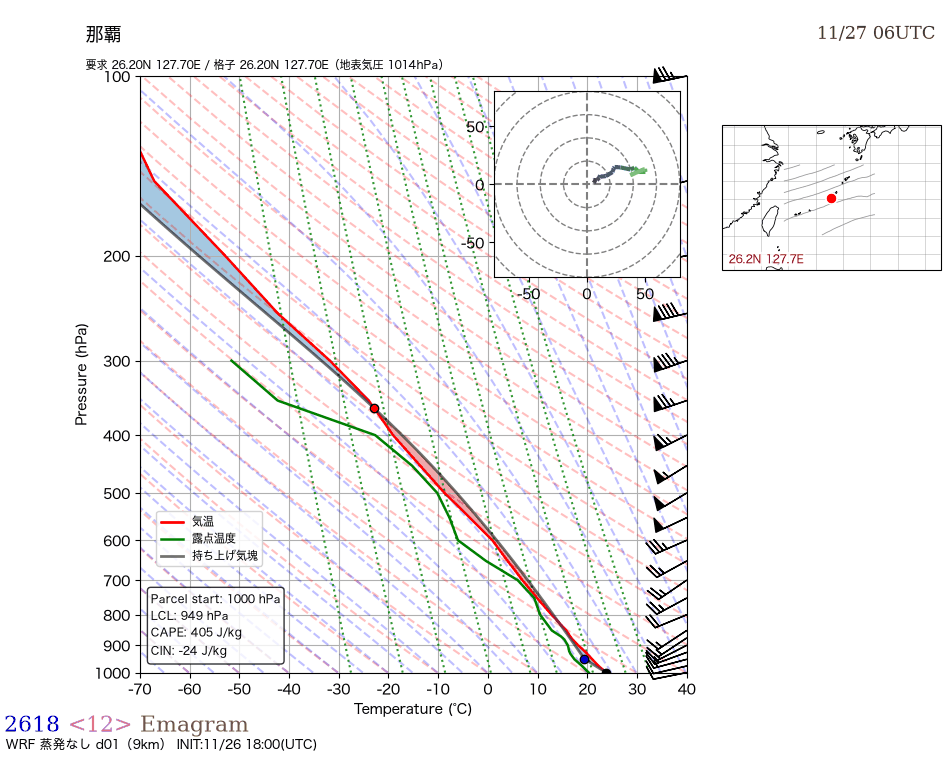 那覇
11/27 06UTC
要求 26.20N 127.70E / 格子 26.20N 127.70E（地表気圧 1014hPa）
100
200
300
400
500
600
700
800
900
1000
Pressure (hPa)
50
0
-50
-50 0 50
26.2N 127.7E
気温
露点温度
持ち上げ気塊
Parcel start: 1000 hPa
LCL: 949 hPa
CAPE: 405 J/kg
CIN: -24 J/kg
-70 -60 -50 -40 -30 -20 -10 0 10 20 30 40
Temperature (℃)
2618 <12> Emagram
WRF 蒸発なし d01（9km） INIT:11/26 18:00(UTC)